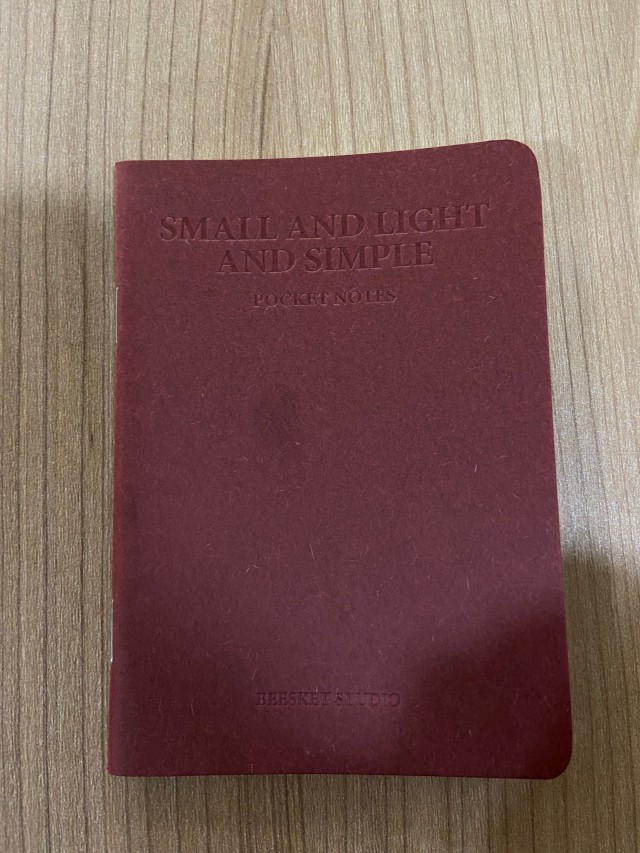 SMALL AND LIGHT
AND SIMPLE
POCKET NOTES
BEESKET STUDIO